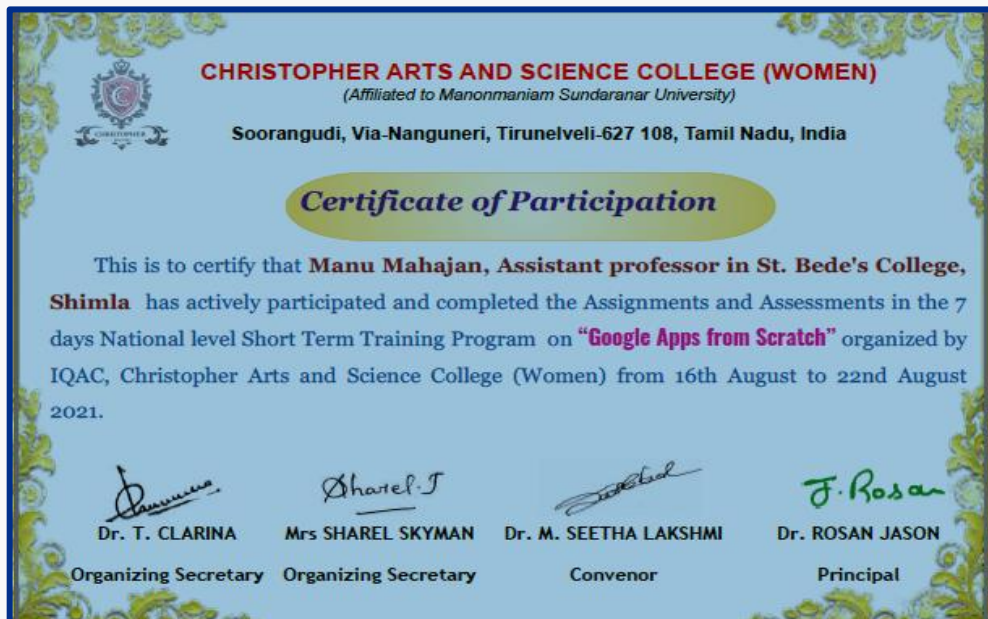 CHRISTOPHER ARTS AND SCIENCE COLLEGE (WOMEN)
(Affiliated to Manonmaniam Sundaranar University)
CHRISTOPHER
Soorangudi, Via-Nanguneri, Tirunelveli-627 108, Tamil Nadu, India
Certificate of Participation
This is to certify that Manu Mahajan, Assistant professor in St. Bede's College,
Shimla has actively participated and completed the Assignments and Assessments in the 7
days National level Short Term Training Program on “Google Apps from Scratch” organized by
IQAC, Christopher Arts and Science College (Women) from 16th August to 22nd August
2021.
Sharel.J J.Rosan
Dr. T. CLARINA Mrs SHAREL SKYMAN Dr. M. SEETHA LAKSHMI Dr. ROSAN JASON
Organizing Secretary Organizing Secretary Convenor Principal